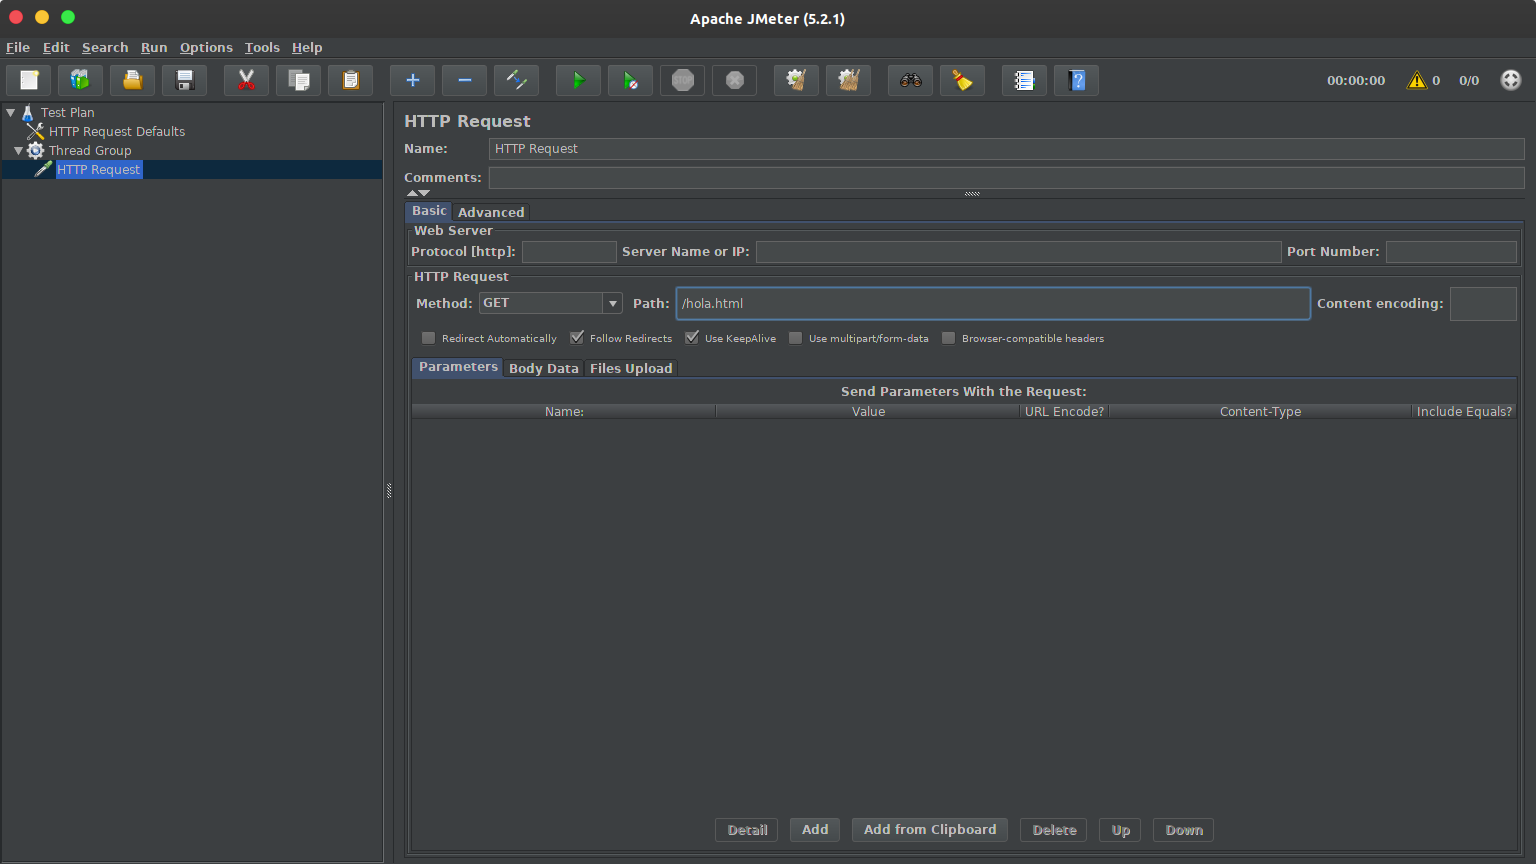 Apache JMeter (5.2.1)
File Edit Search Run Options Tools Help
STOP 00:00:00 0 0/0
Test Plan
HTTP Request Defaults
Thread Group
HTTP Request
HTTP Request
Name: HTTP Request
Comments:
Basic Advanced
Web Server
Protocol [http]: Server Name or IP: Port Number:
HTTP Request
Method: GET Path: /hola.html Content encoding:
Redirect Automatically Follow Redirects Use KeepAlive Use multipart/form-data Browser-compatible headers
Parameters Body Data Files Upload
Send Parameters With the Request:
Name: Value URL Encode? Content-Type Include Equals?
Detail Add Add from Clipboard Delete Up Down